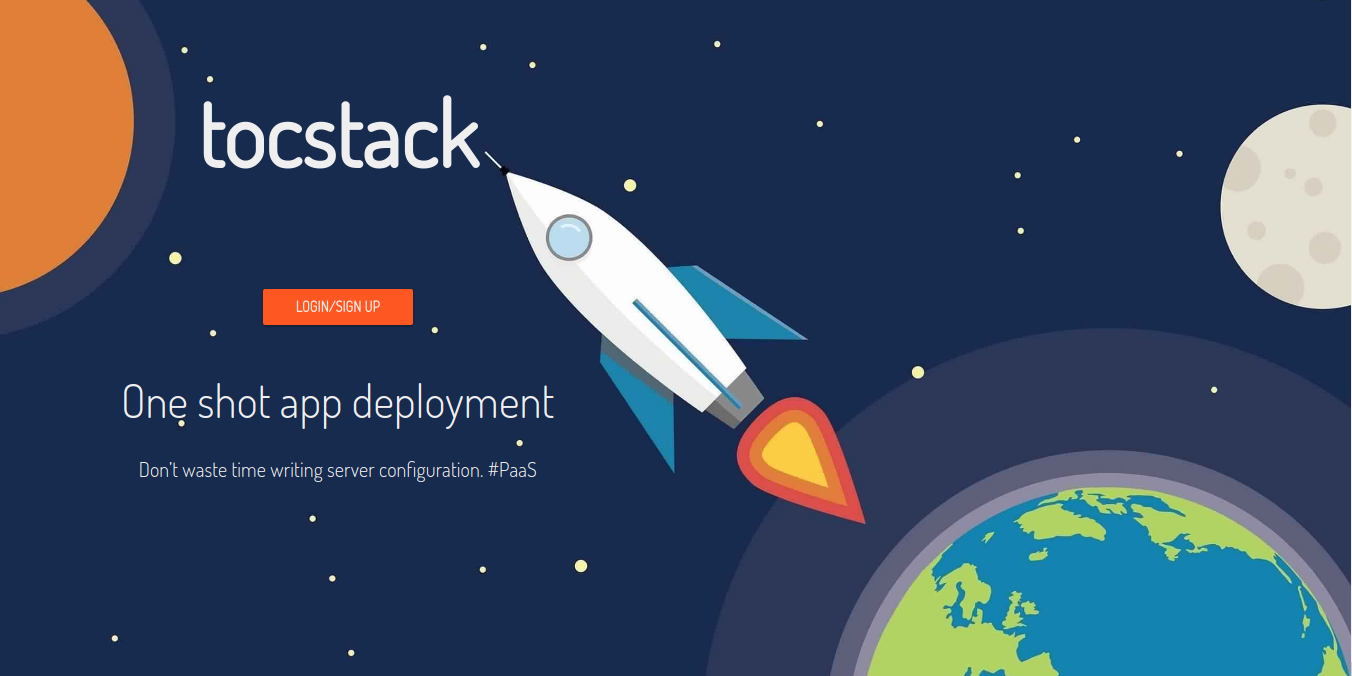 tocstack
LOGIN/SIGN UP
One shot app deployment
Don't waste time writing server configuration. #PaaS